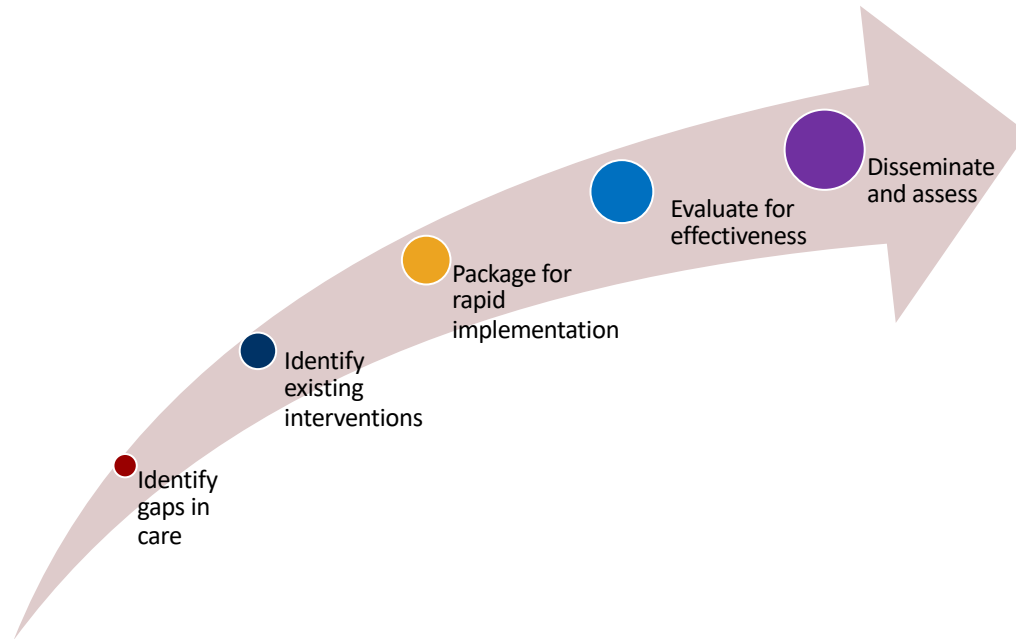 Identify
gaps in
care
Identify
existing
interventions
Package for
rapid
implementation
Evaluate for
effectiveness
Disseminate
and assess